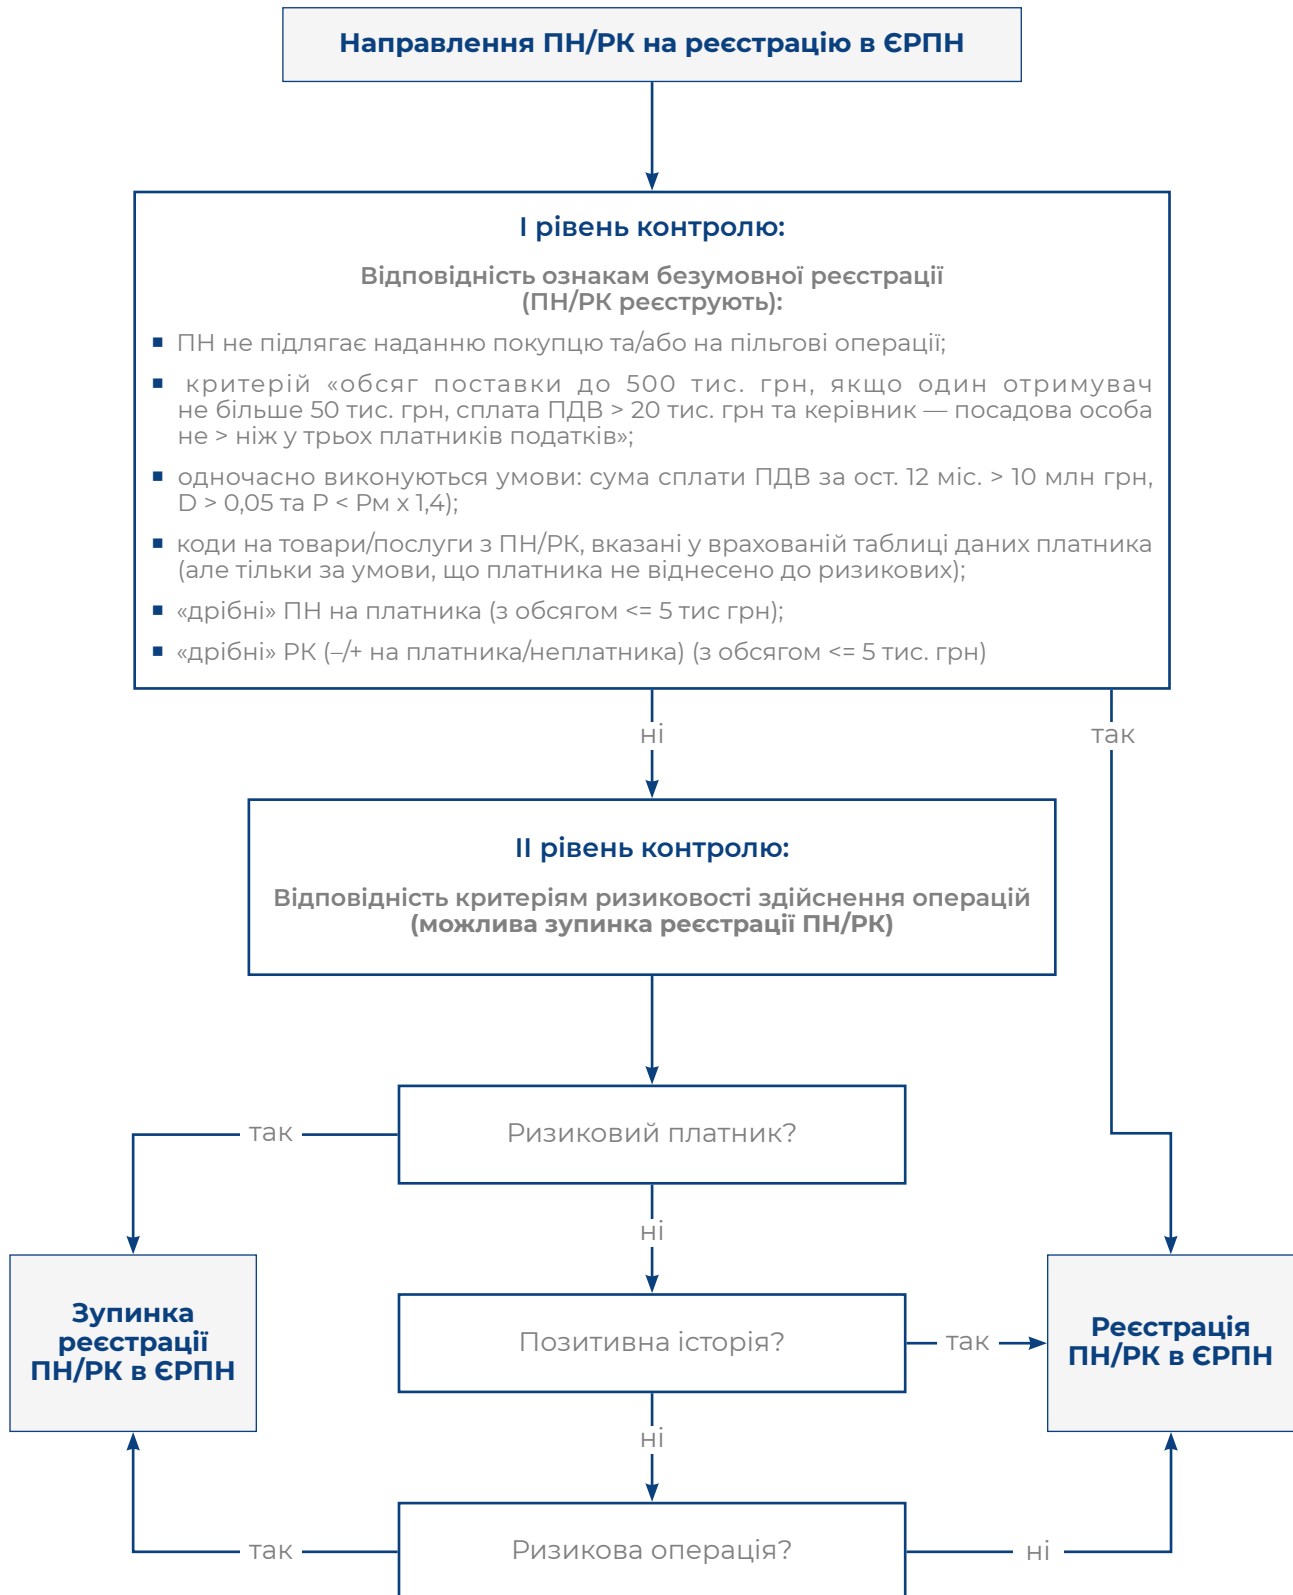 Направлення ПН/РК на реєстрацію в ЄРПН
І рівень контролю:
Відповідність ознакам безумовної реєстрації
(ПН/РК реєструють):
▪ ПН не підлягає наданню покупцю та/або на пільгові операції;
▪ критерій «обсяг поставки до 500 тис. грн, якщо один отримувач
не більше 50 тис. грн, сплата ПДВ > 20 тис. грн та керівник — посадова особа
не > ніж у трьох платників податків»;
▪ одночасно виконуються умови: сума сплати ПДВ за ост. 12 міс. > 10 млн грн,
D > 0,05 та Р < Рм х 1,4);
▪ коди на товари/послуги з ПН/РК, вказані у врахованій таблиці даних платника
(але тільки за умови, що платника не віднесено до ризикових);
▪ «дрібні» ПН на платника (з обсягом <= 5 тис грн);
▪ «дрібні» РК (–/+ на платника/неплатника) (з обсягом <= 5 тис. грн)
ні
так
ІІ рівень контролю:
Відповідність критеріям ризиковості здійснення операцій
(можлива зупинка реєстрації ПН/РК)
так
Ризиковий платник?
ні
Зупинка
реєстрації
ПН/РК в ЄРПН
Позитивна історія?
так
Реєстрація
ПН/РК в ЄРПН
ні
так
Ризикова операція?
ні